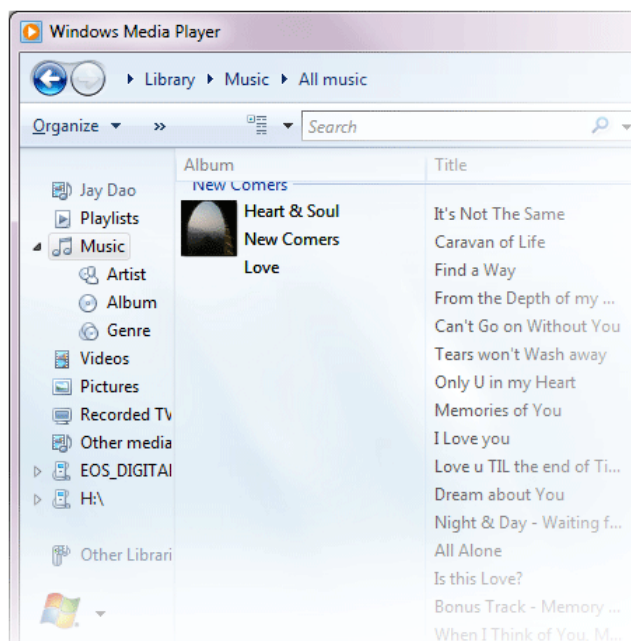 Windows Media Player
Library Music All music
Organize »
Search
Album Title
New Comers
Jay Dao
Playlists
Music
Artist
Album
Genre
Videos
Pictures
Recorded TV
Other media
EOS_DIGITAL
H:\
Other Librari
Heart & Soul
New Comers
Love
It's Not The Same
Caravan of Life
Find a Way
From the Depth of my ...
Can't Go on Without You
Tears won't Wash away
Only U in my Heart
Memories of You
I Love you
Love u TIL the end of Ti...
Dream about You
Night & Day - Waiting f...
All Alone
Is this Love?
Bonus Track - Memory ...
When I Think of You, M...